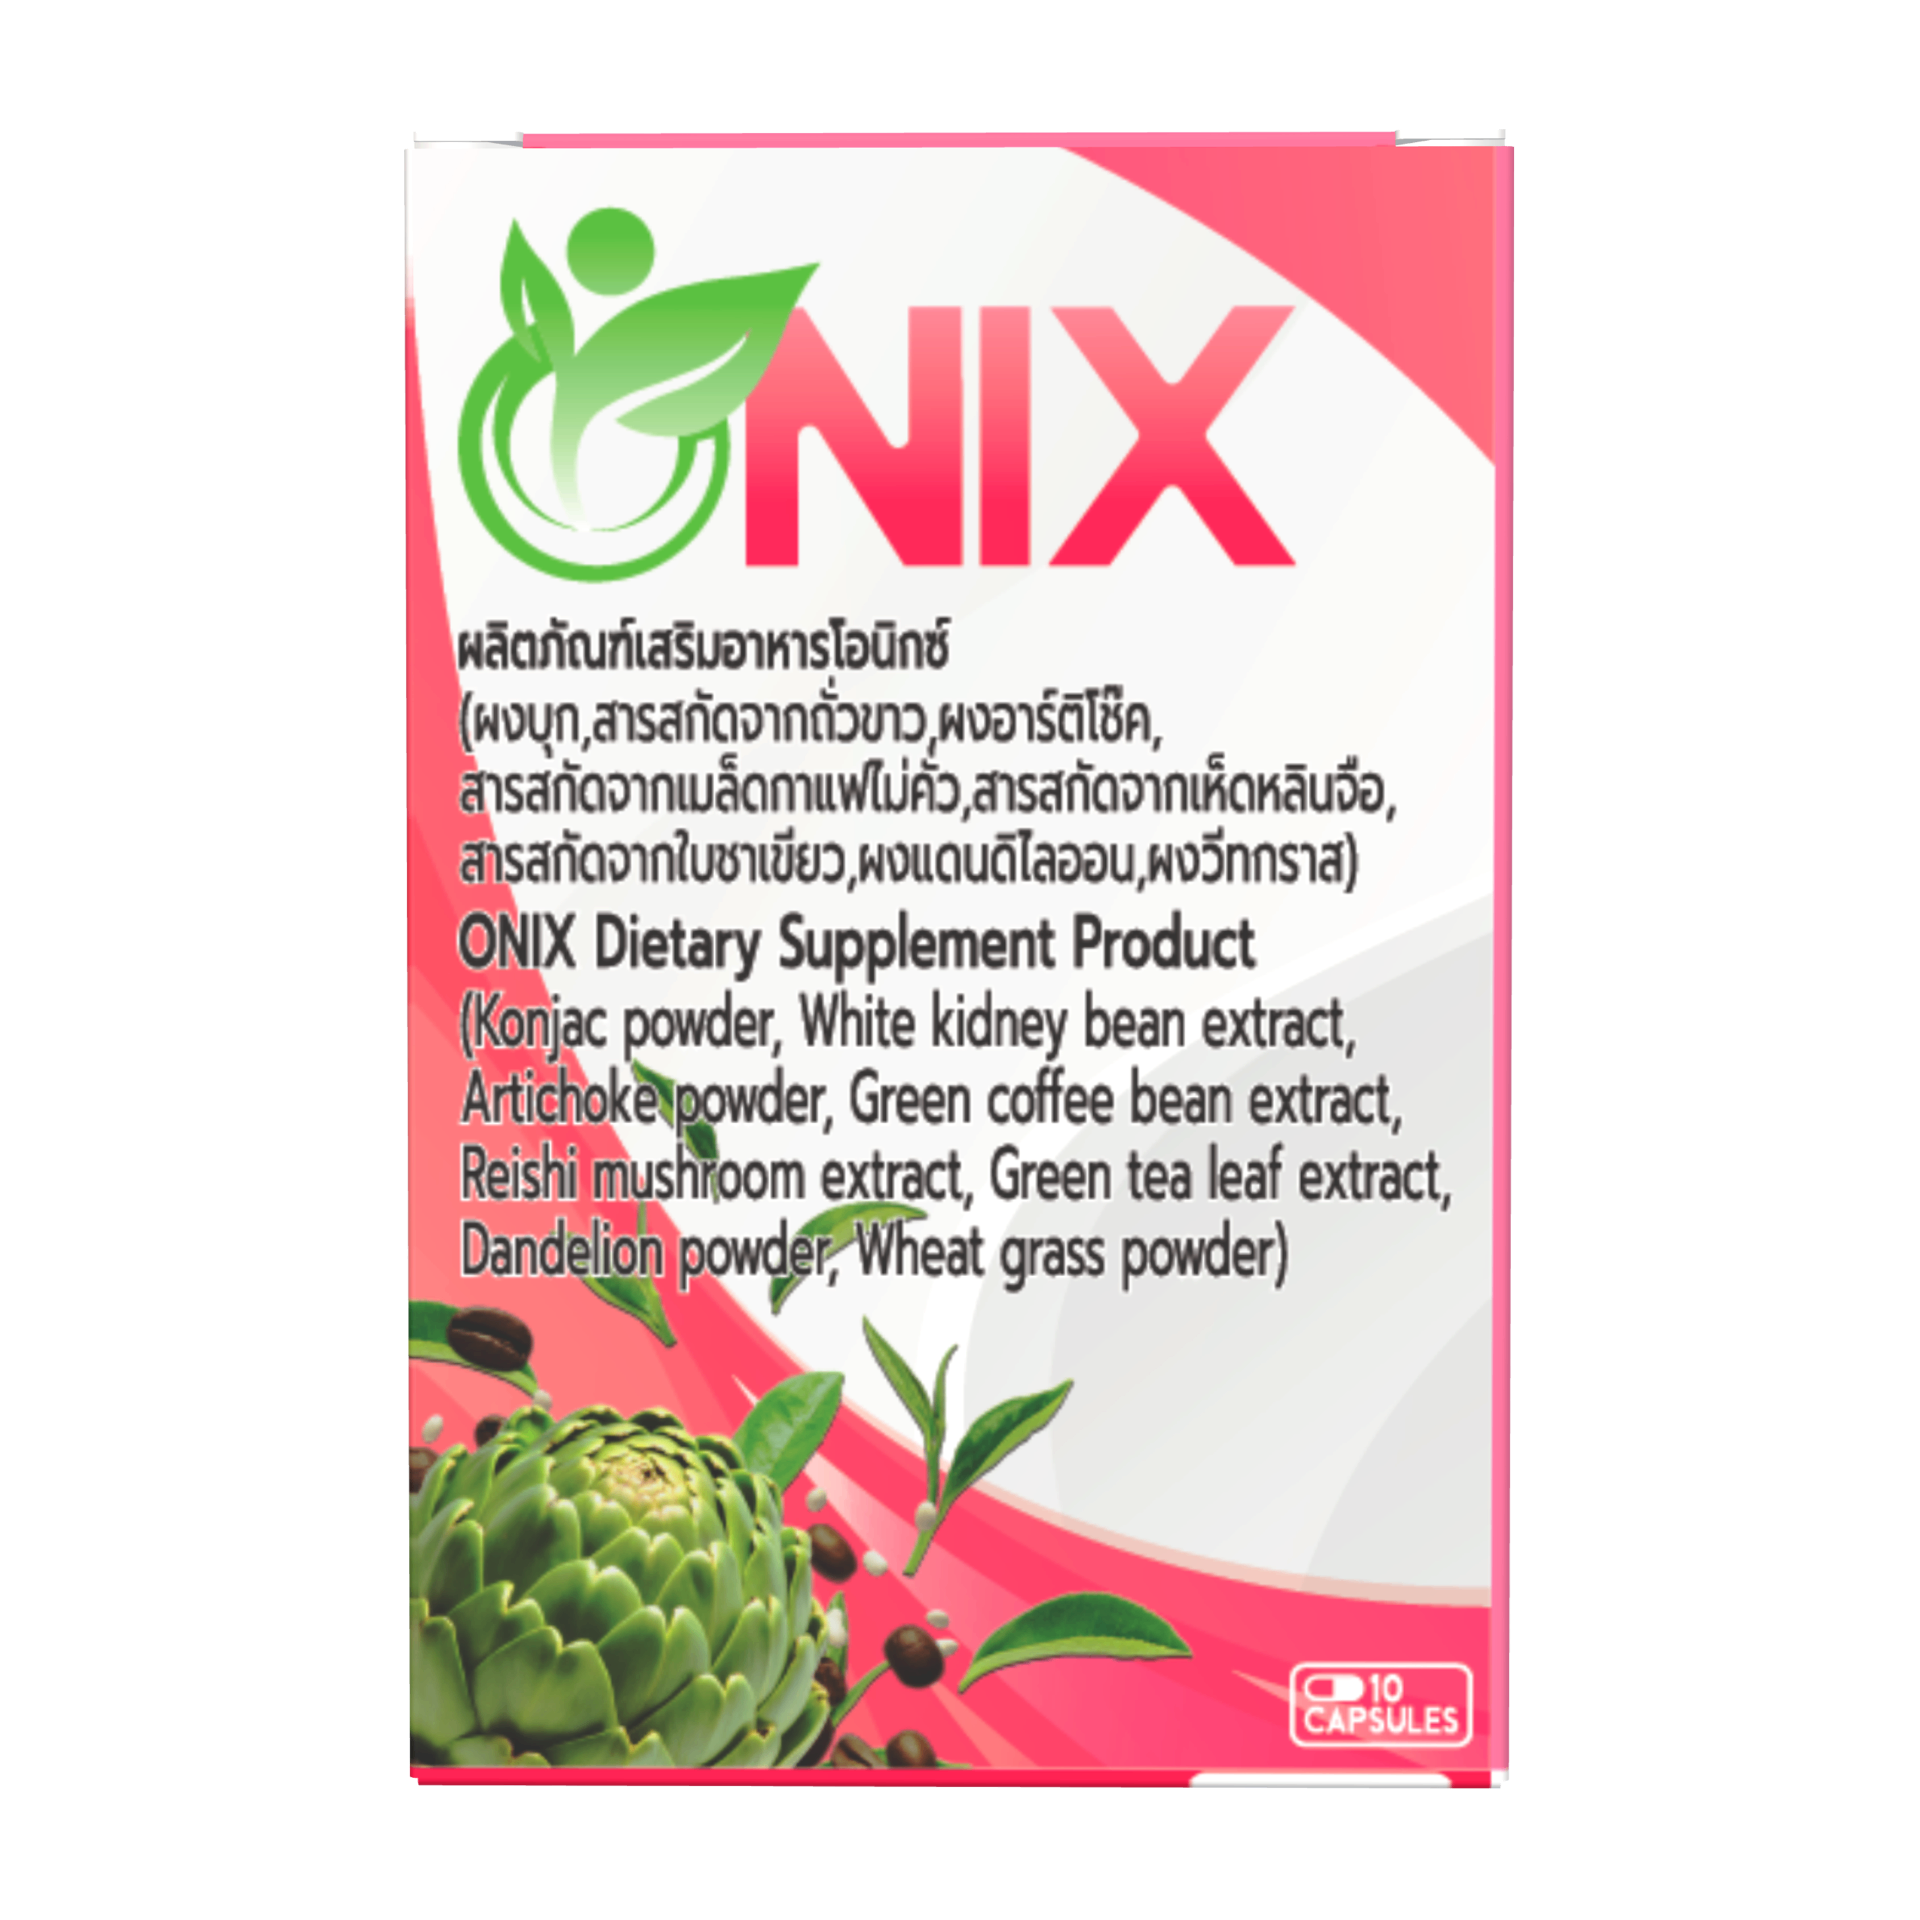 ONIX
ผลิตภัณฑ์เสริมอาหารโอนิกซ์
(ผงบุก,สารสกัดจากถั่วขาว,ผงอาร์ติโช๊ค,
สารสกัดจากเมล็ดกาแฟไม่คั่ว,สารสกัดจากเห็ดหลินจือ,
สารสกัดจากใบชาเขียว,ผงแดนดิไลออน,ผงวีทกราส)
ONIX Dietary Supplement Product
(Konjac powder, White kidney bean extract,
Artichoke powder, Green coffee bean extract,
Reishi mushroom extract, Green tea leaf extract,
Dandelion powder, Wheat grass powder)
10
CAPSULES